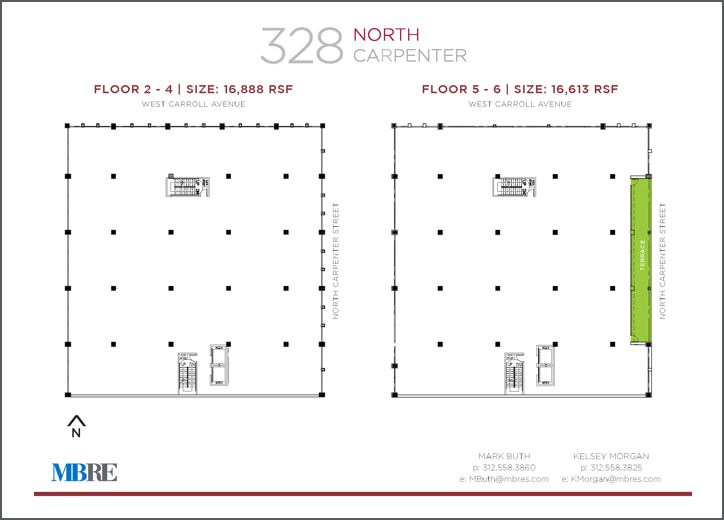 328 NORTH
CARPENTER
FLOOR 2 - 4 | SIZE: 16,888 RSF
WEST CARROLL AVENUE
NORTH CARPENTER STREET
FLOOR 5 - 6 | SIZE: 16,613 RSF
WEST CARROLL AVENUE
TERRACE
NORTH CARPENTER STREET
N
MBRE
MARK BUTH
p: 312.558.3860
e: MButh@mbres.com
KELSEY MORGAN
p: 312.558.3825
e: KMorgan@mbres.com